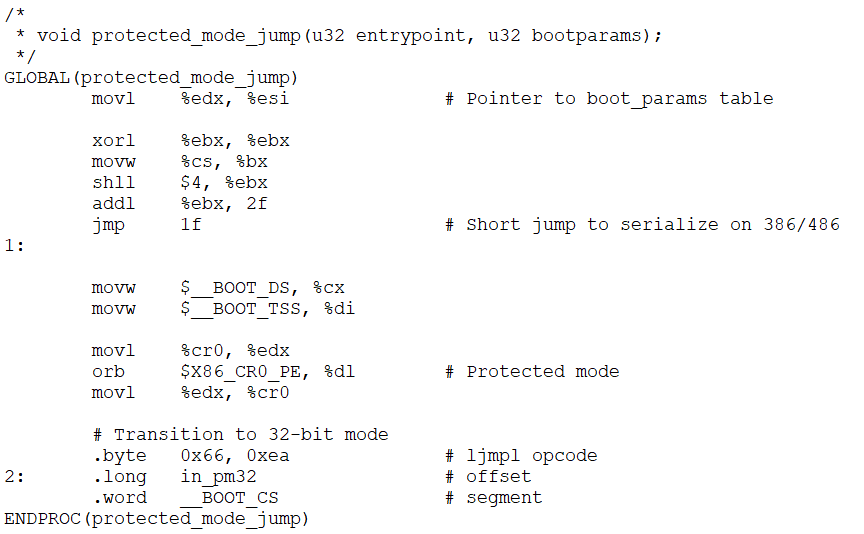 /*
 * void protected_mode_jump(u32 entrypoint, u32 bootparams);
 */
GLOBAL(protected_mode_jump)
	movl	%edx, %esi		# Pointer to boot_params table

	xorl	%ebx, %ebx
	movw	%cs, %bx
	shll	$4, %ebx
	addl	%ebx, 2f
	jmp	1f			# Short jump to serialize on 386/486
1:

	movw	$__BOOT_DS, %cx
	movw	$__BOOT_TSS, %di

	movl	%cr0, %edx
	orb	$X86_CR0_PE, %dl	# Protected mode
	movl	%edx, %cr0

	# Transition to 32-bit mode
	.byte	0x66, 0xea		# ljmpl opcode
2:	.long	in_pm32			# offset
	.word	__BOOT_CS		# segment
ENDPROC(protected_mode_jump)